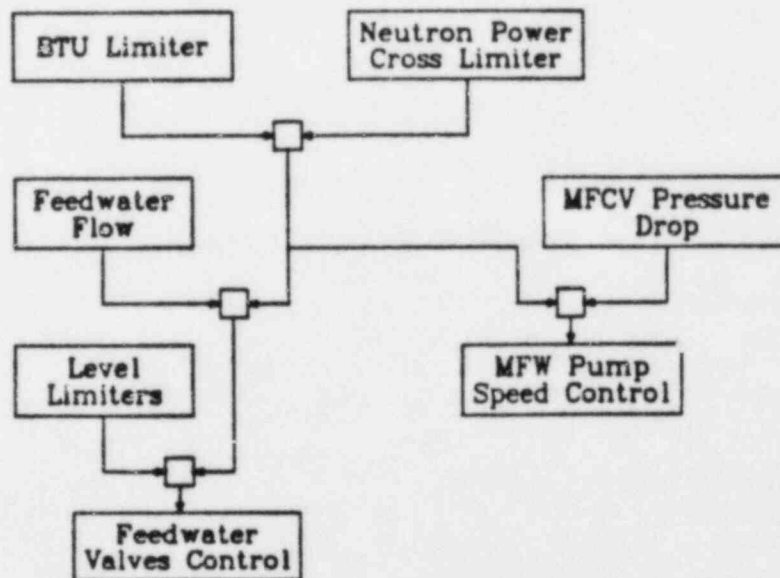 BTU Limiter
Neutron Power
Cross Limiter
Feedwater
Flow
MFCV Pressure
Drop
Level
Limiters
MFW Pump
Speed Control
Feedwater
Valves Control